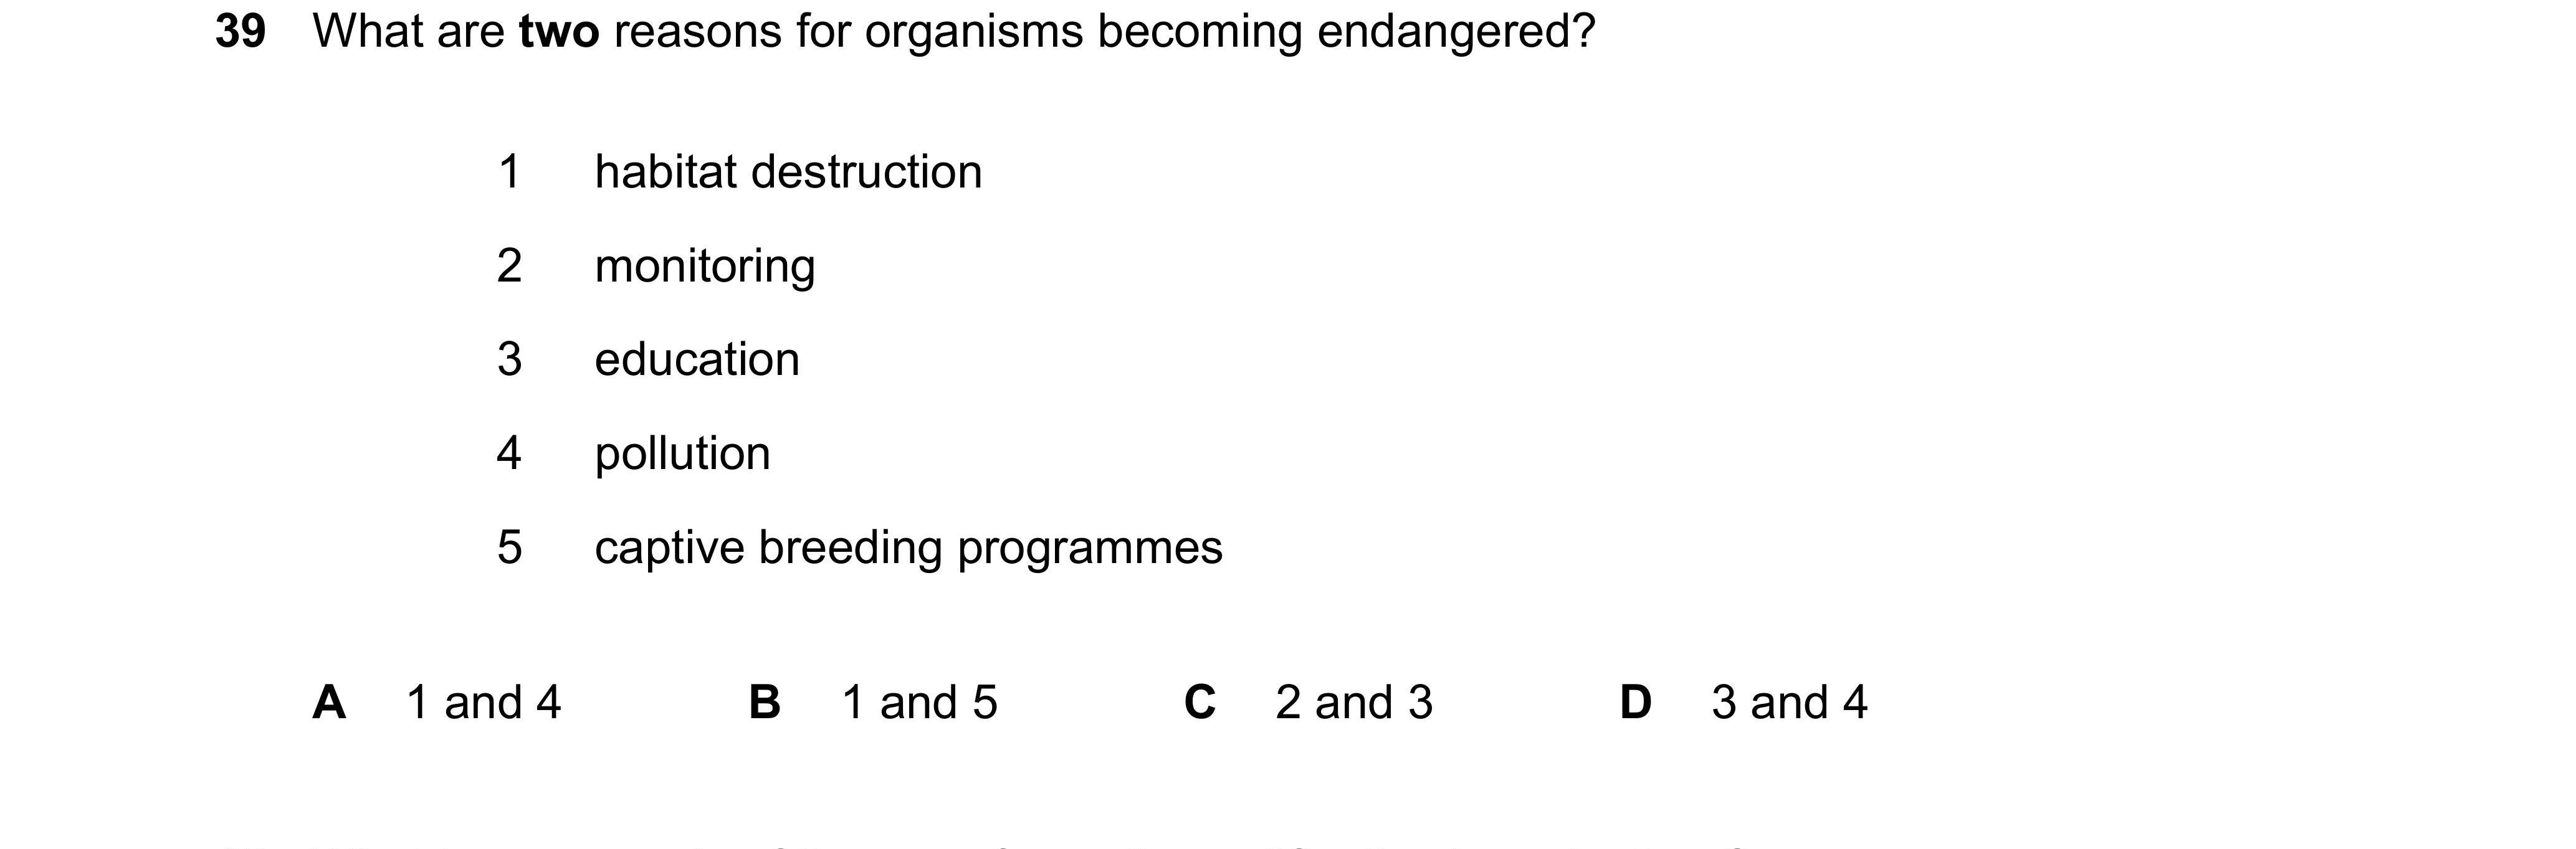 39 What are two reasons for organisms becoming endangered?
1 habitat destruction
2 monitoring
3 education
4 pollution
5 captive breeding programmes
A 1 and 4 B 1 and 5 C 2 and 3 D 3 and 4